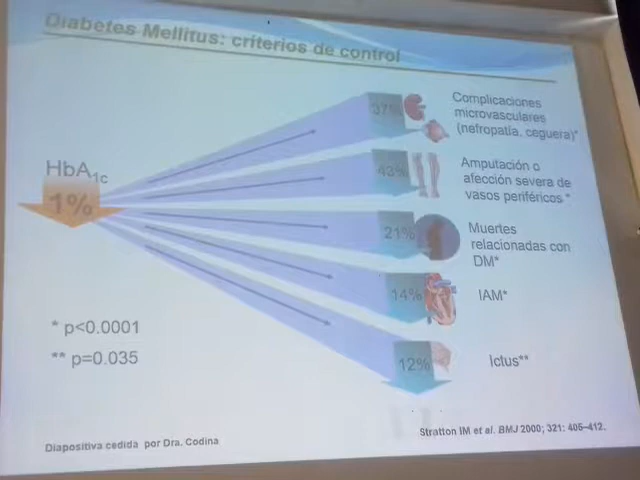 Diabetes Mellitus: criterios de control
HbA1c
1%
37%
Complicaciones
microvasculares
(nefropatía, ceguera)*
43%
Amputación o
afección severa de
vasos periféricos *
21%
Muertes
relacionadas con
DM*
14%
IAM*
12%
Ictus**
* p<0.0001
** p=0.035
Diapositiva cedida por Dra. Codina
Stratton IM et al. BMJ 2000; 321: 405–412.